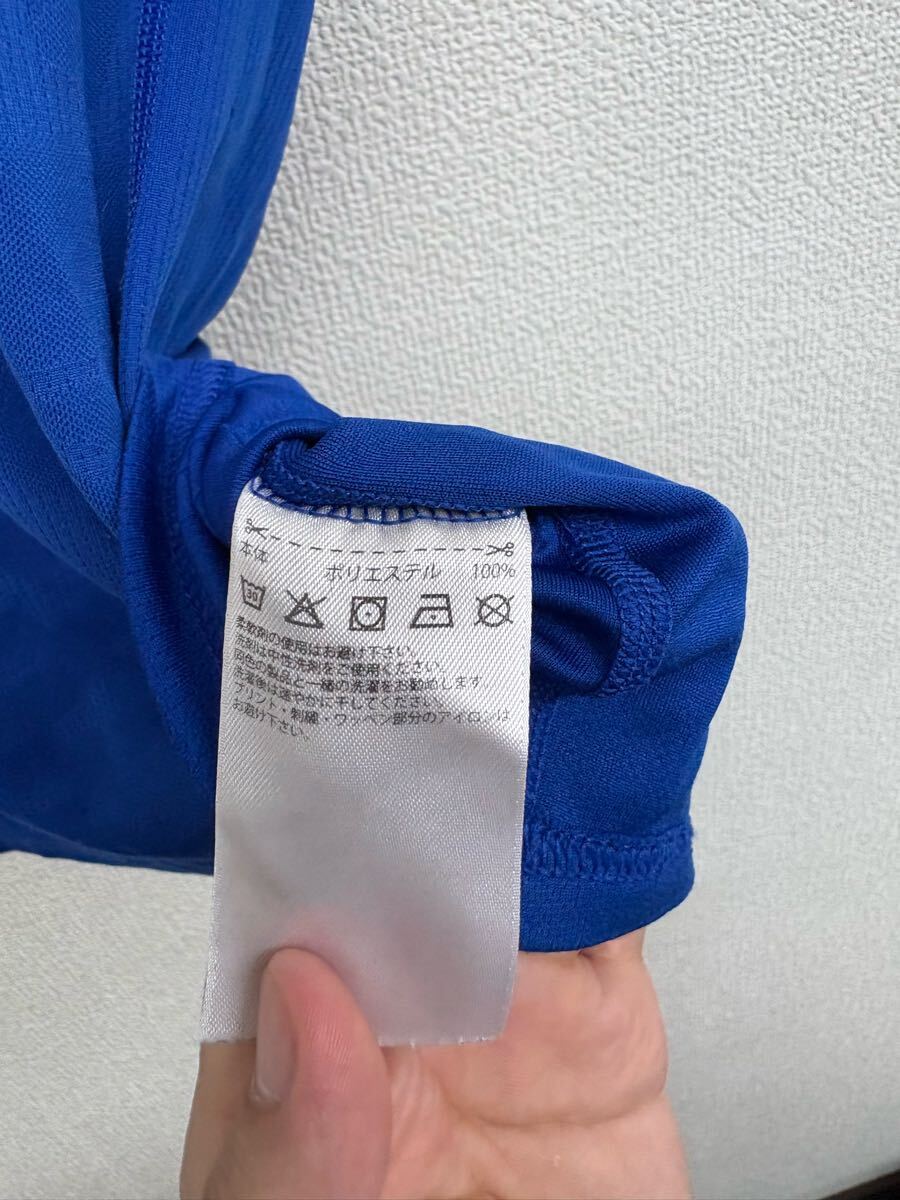 本体
ポリエステル 100%
30
柔軟剤の使用はお避け下さい。
洗剤は中性洗剤をご使用ください。
同色の製品と一緒の洗濯をお勧めします
洗濯後は速やかに干してください。
プリント・刺繍・ワッペン部分のアイロンは
お避け下さい。